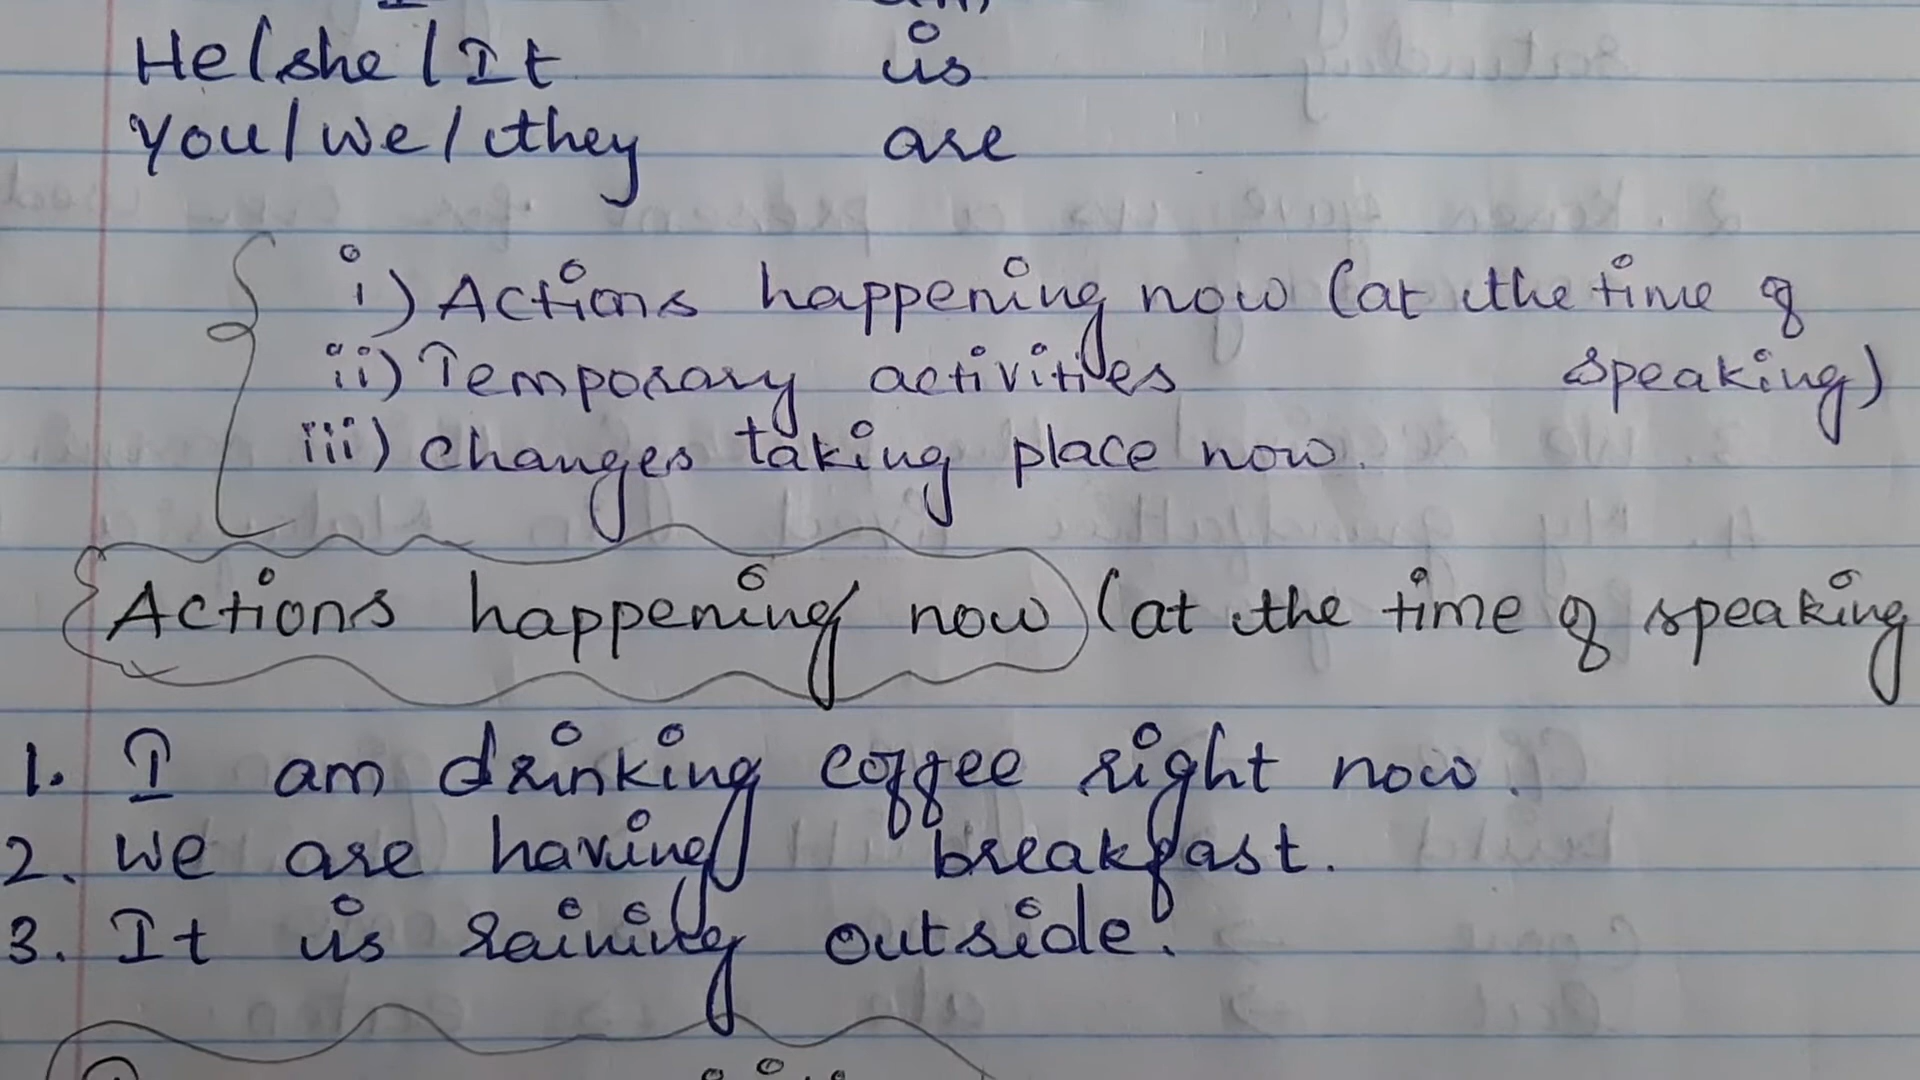 He/she/It is
You/we/they are
i) Actions happening now (at the time of
ii) Temporary activities speaking)
iii) changes taking place now.
Actions happening now (at the time of speaking
1. I am drinking coffee right now.
2. we are having breakfast.
3. It is raining outside.